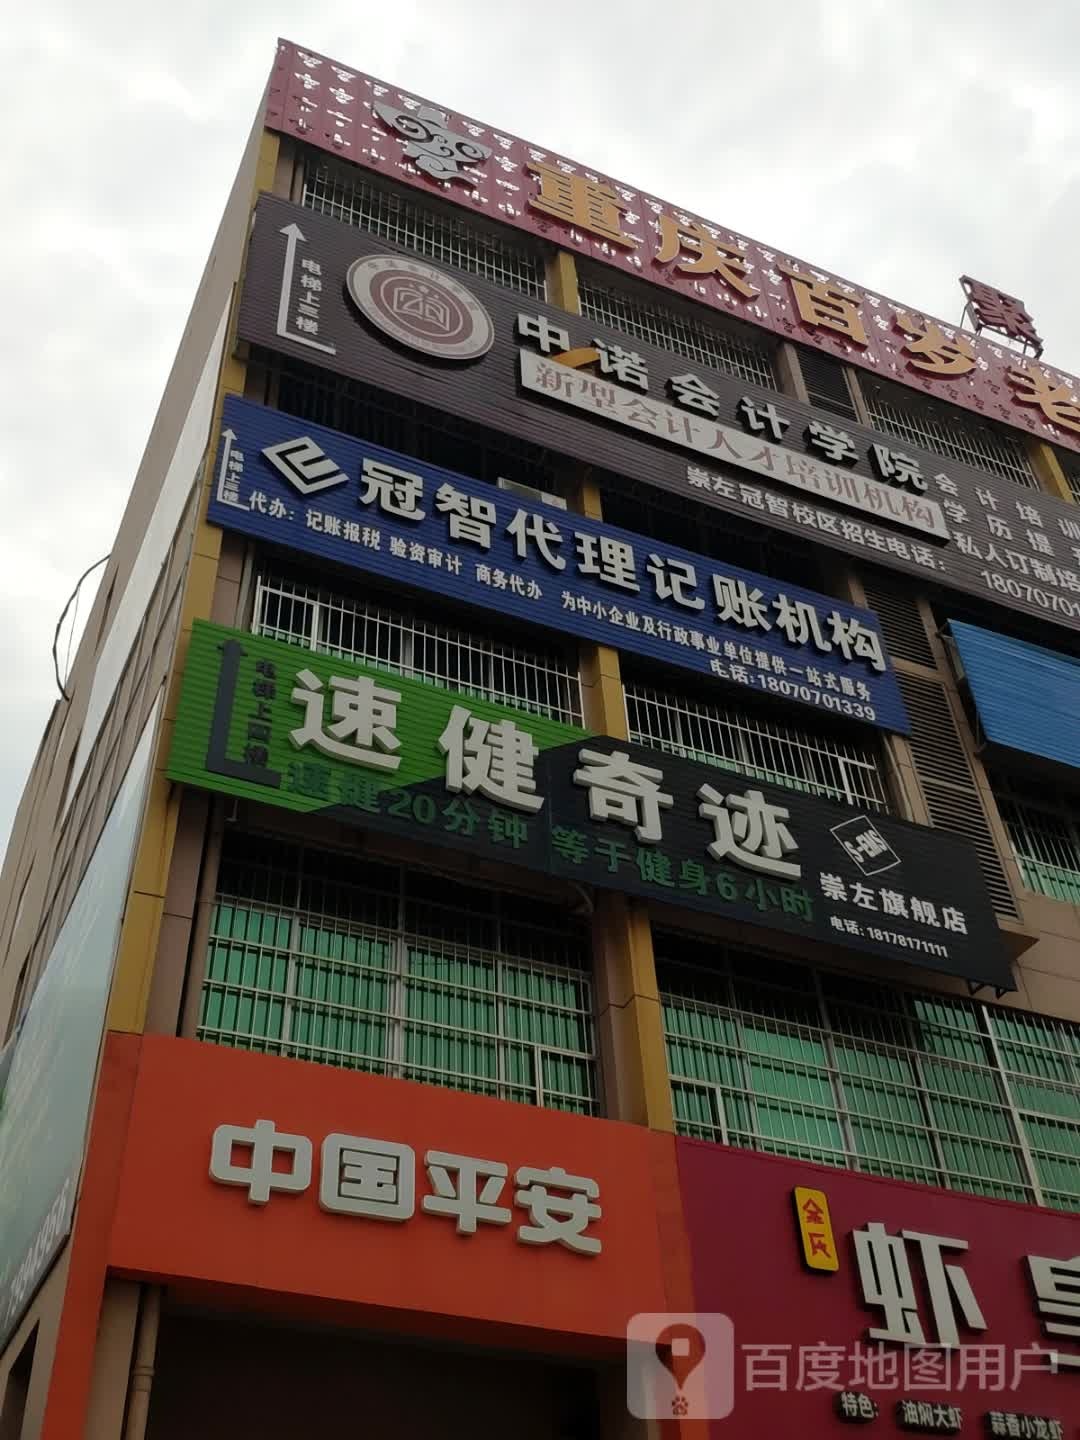 重庆百岁老
电梯上三楼
中诺会计学院
新型会计人才培训机构
崇左冠智校区招生电话：
会计培训
学历提
私人订制培
18070701
电梯上三楼
冠智代理记账机构
代办：记账报税 验资审计 商务代办 为中小企业及行政事业单位提供一站式服务
电话：18070701339
电梯上
楼
速健奇迹
速健20分钟 等于健身6小时
崇左旗舰店
电话：18178171111
中国平安
金氏
虾皇
特色： 油焖大虾 蒜香小龙虾
百度地图用户